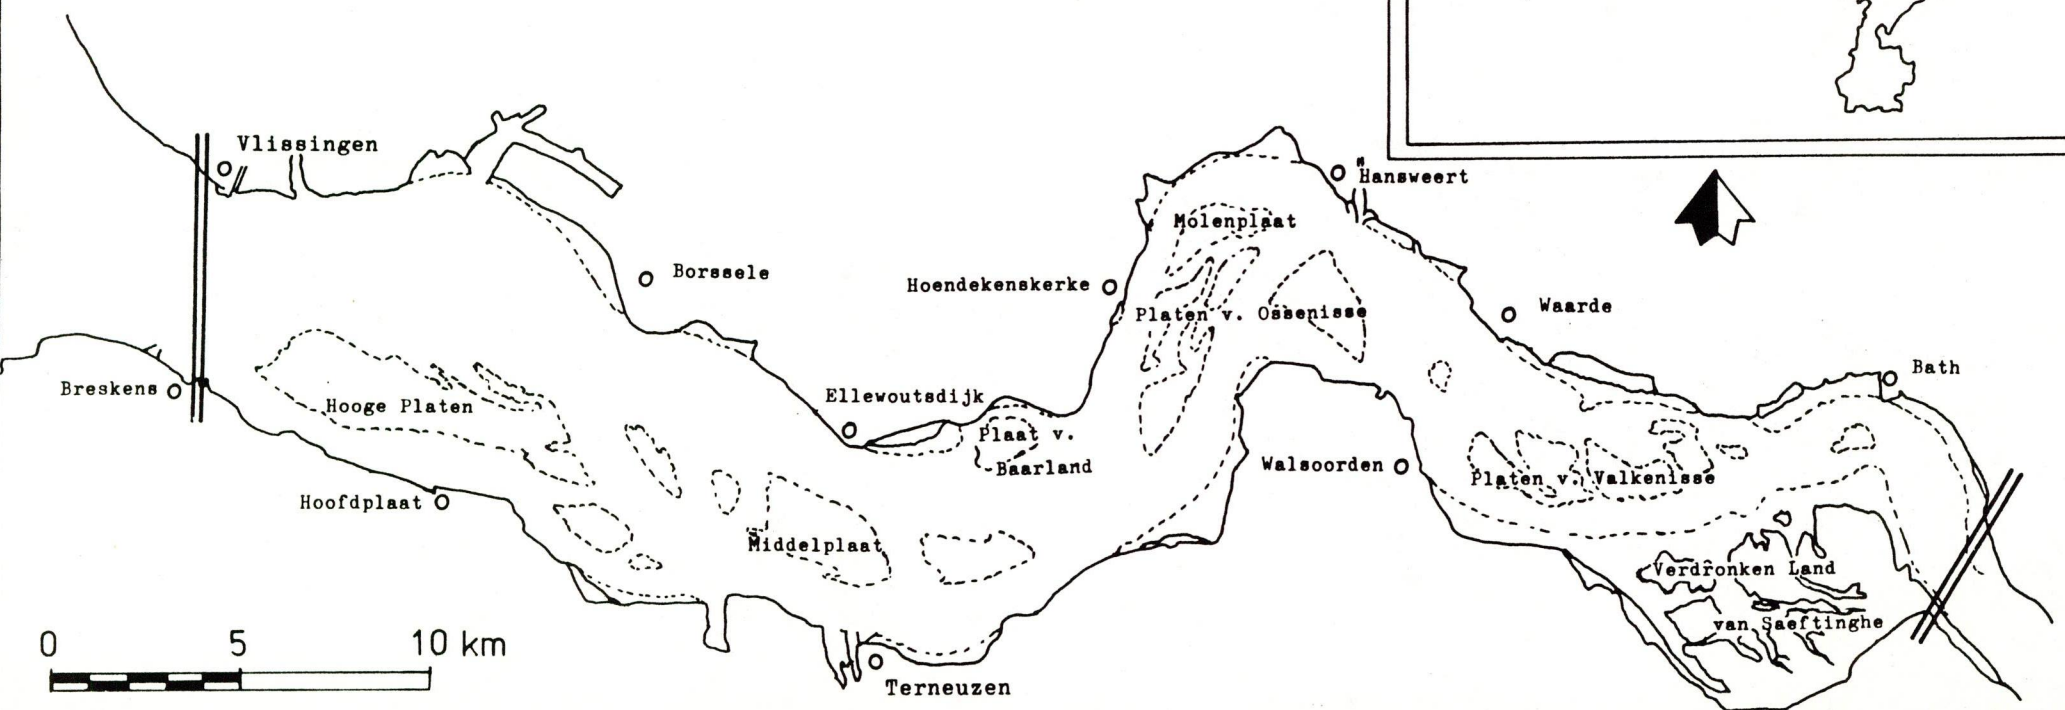 Vlissingen
Hansweert
Molenplaat
Borssele
Hoendekenskerke
Platen v. Ossenisse
Waarde
Bath
Breskens
Hooge Platen
Ellewoutsdijk
Plaat v.
Baarland
Walsoorden
Platen v. Valkenisse
Hoofdplaat
Middelplaat
Verdronken Land
van Saeftinghe
0 5 10 km
Terneuzen